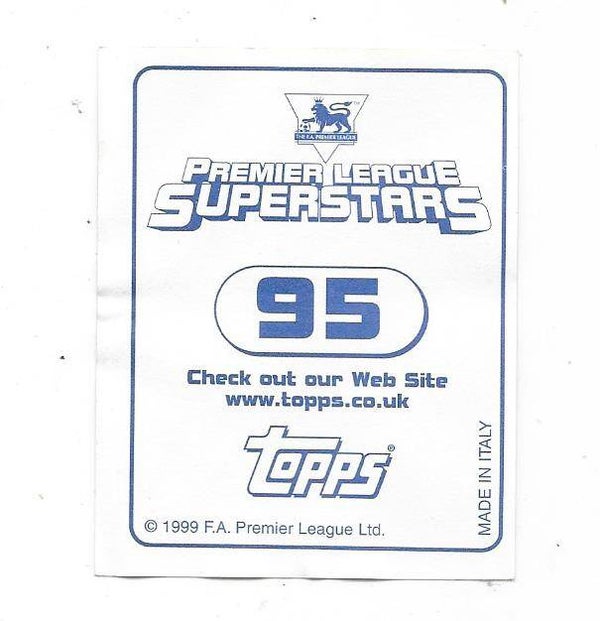 THE F.A. PREMIER LEAGUE
PREMIER LEAGUE
SUPERSTARS
95
Check out our Web Site
www.topps.co.uk
topps®
© 1999 F.A. Premier League Ltd.
MADE IN ITALY